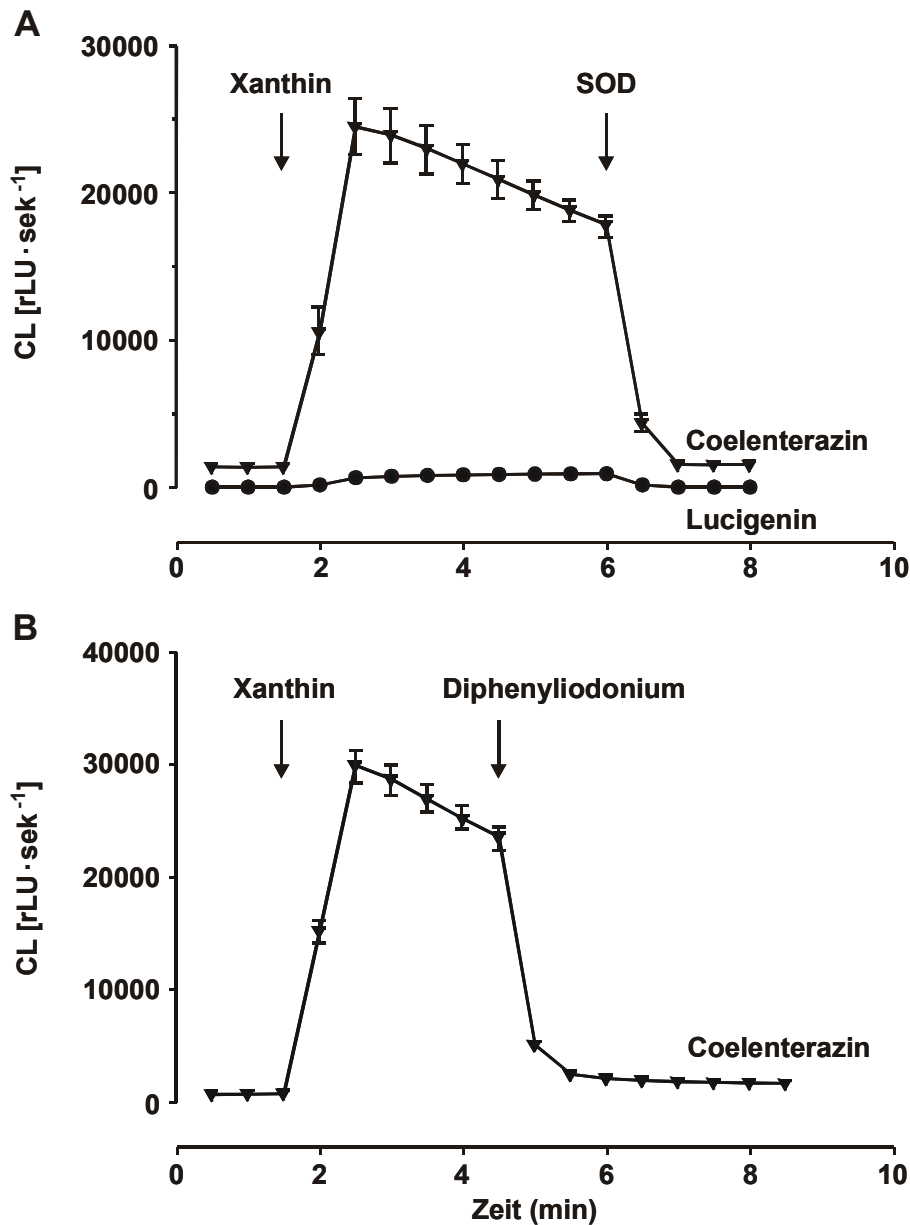 A
CL [rLU·sek⁻¹]
30000
20000
10000
0
Xanthin
SOD
Coelenterazin
Lucigenin
0 2 4 6 8 10
B
CL [rLU·sek⁻¹]
40000
30000
20000
10000
0
Xanthin
Diphenyliodonium
Coelenterazin
0 2 4 6 8 10
Zeit (min)